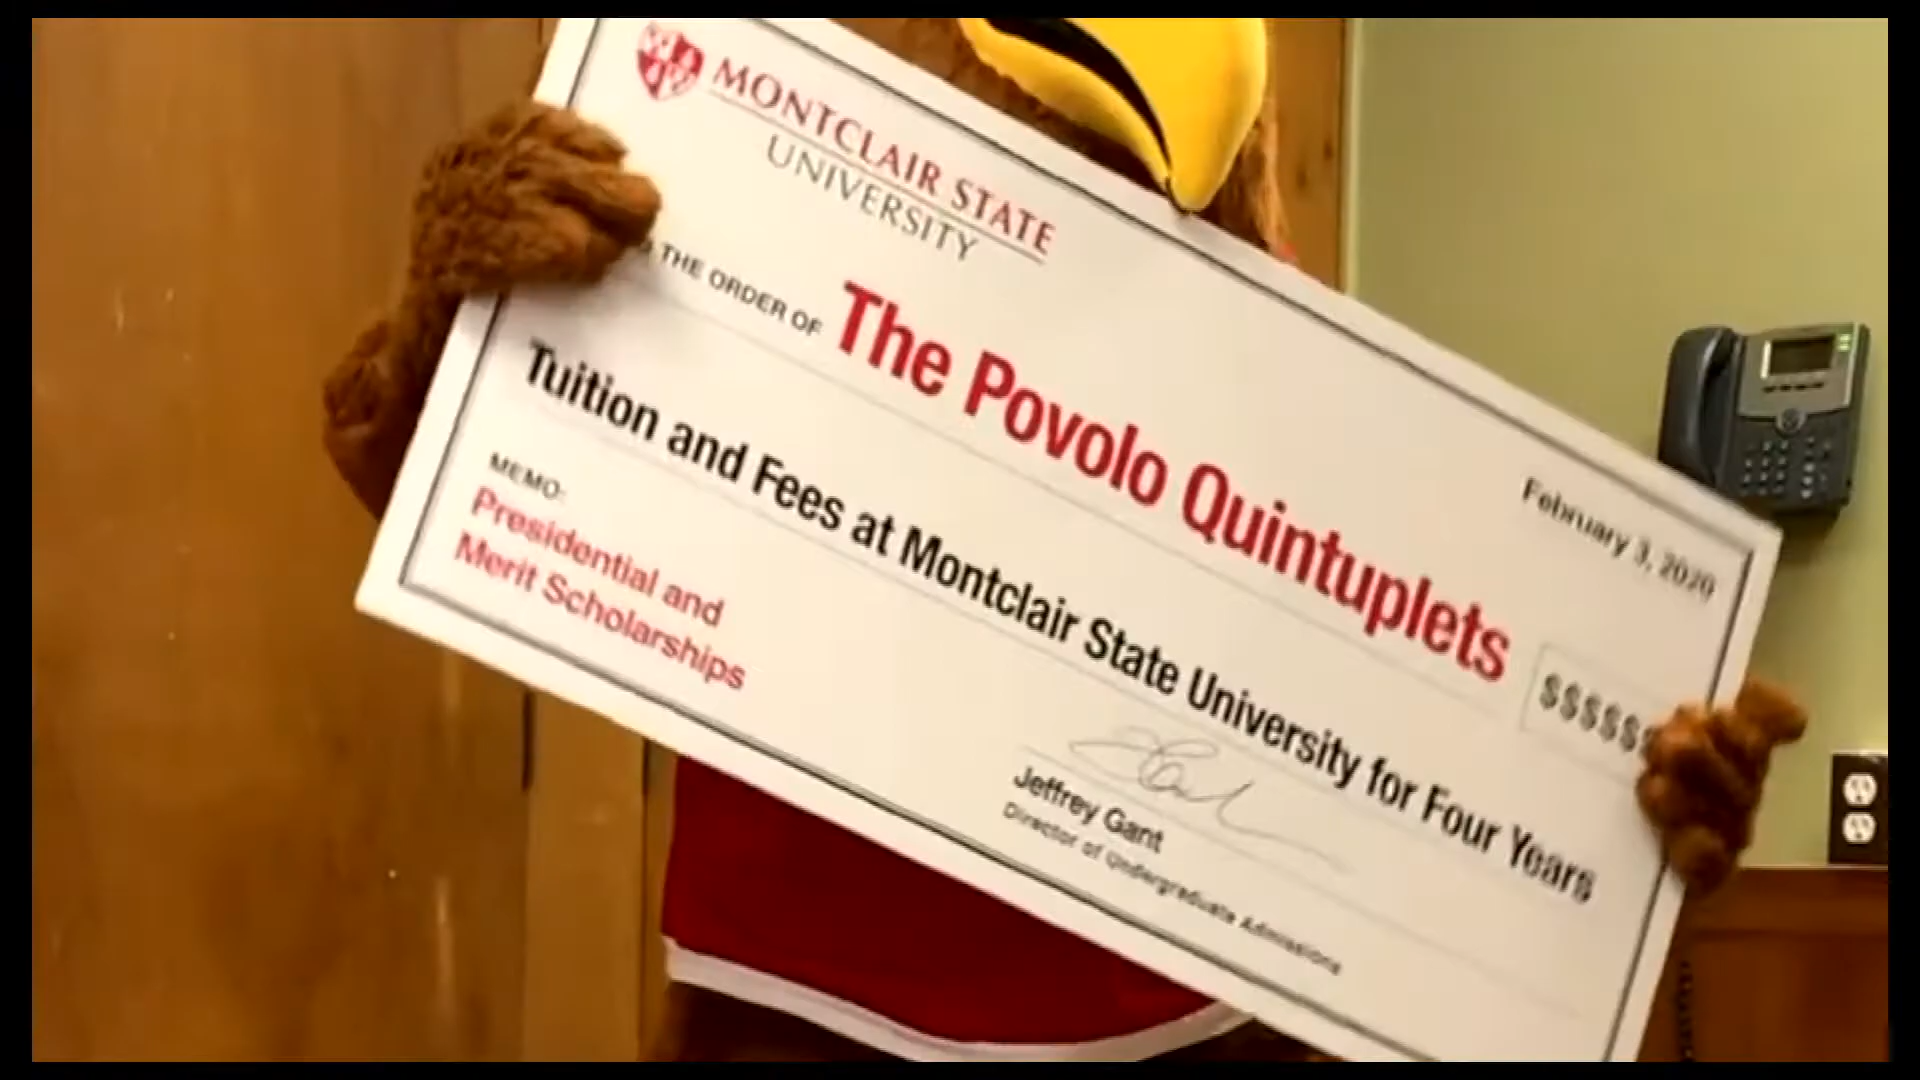 MONTCLAIR STATE
UNIVERSITY
February 3, 2020
THE ORDER OF The Povolo Quintuplets
$$$$$
Tuition and Fees at Montclair State University for Four Years
MEMO:
Presidential and
Merit Scholarships
Jeffrey Gant
Director of Undergraduate Admissions